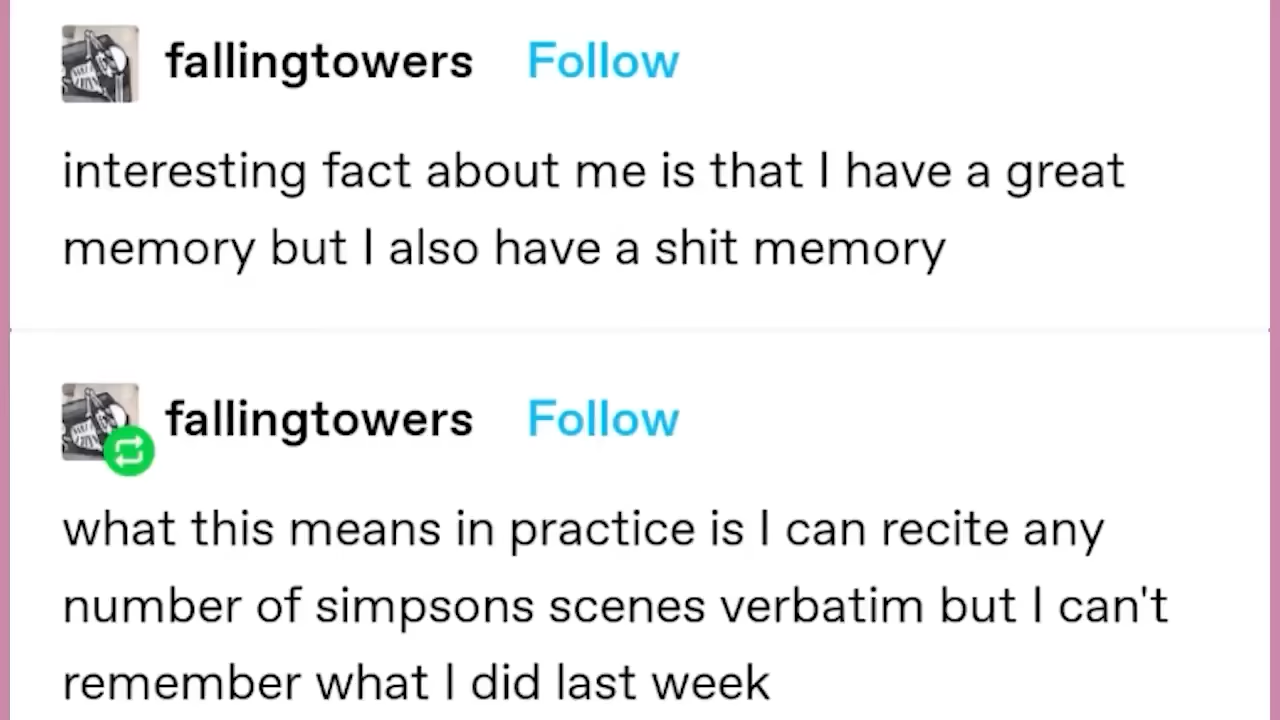 fallingtowers Follow
interesting fact about me is that I have a great
memory but I also have a shit memory
fallingtowers Follow
what this means in practice is I can recite any
number of simpsons scenes verbatim but I can't
remember what I did last week